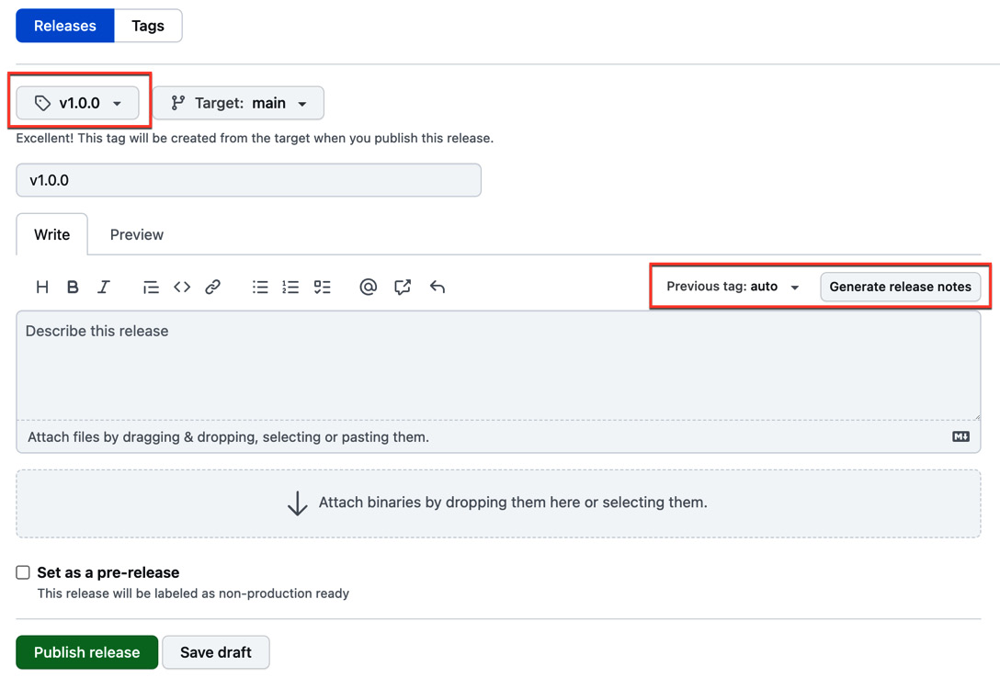 Releases Tags
v1.0.0 Target: main
Excellent! This tag will be created from the target when you publish this release.
v1.0.0
Write Preview
H B I @ Previous tag: auto Generate release notes
Describe this release
Attach files by dragging & dropping, selecting or pasting them.
Attach binaries by dropping them here or selecting them.
Set as a pre-release
This release will be labeled as non-production ready
Publish release Save draft